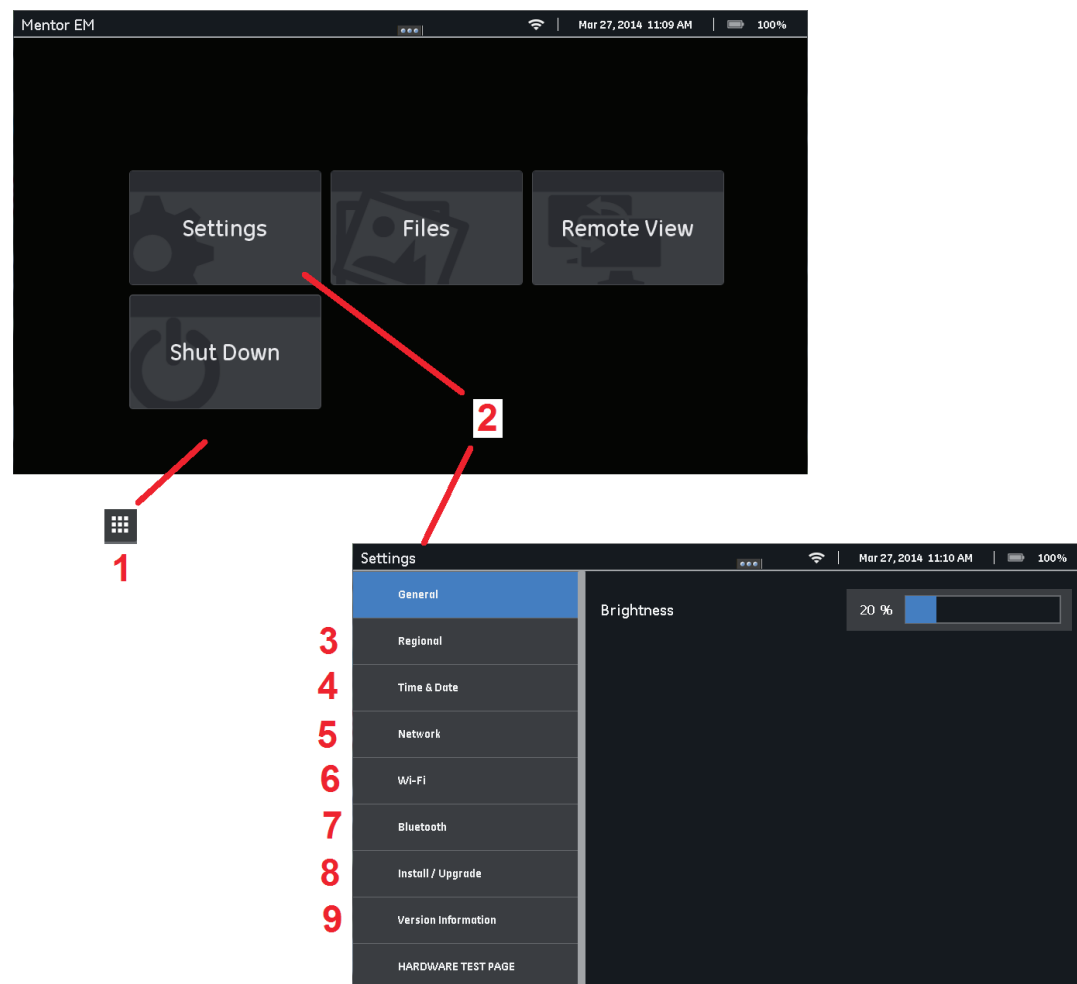 Mentor EM
Mar 27, 2014 11:09 AM
100%
Settings
Files
Remote View
Shut Down
2
1
Settings
Mar 27, 2014 11:10 AM
100%
General
Brightness
20 %
3
Regional
4
Time & Date
5
Network
6
Wi-Fi
7
Bluetooth
8
Install / Upgrade
9
Version Information
HARDWARE TEST PAGE